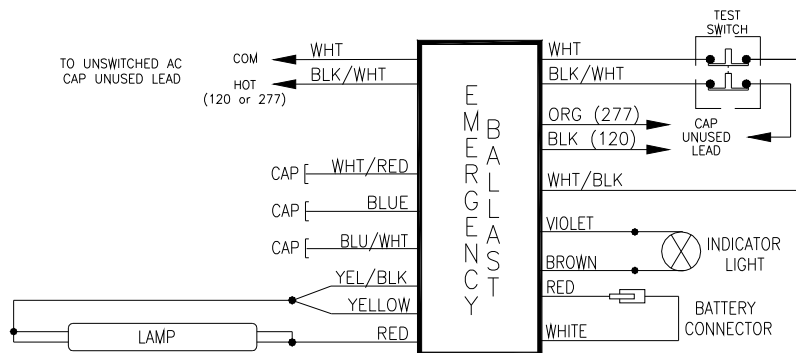 TEST
SWITCH
TO UNSWITCHED AC
CAP UNUSED LEAD
COM
WHT
HOT
(120 or 277)
BLK/WHT
EMERGENCY
BALLAST
WHT
BLK/WHT
ORG (277)
BLK (120)
CAP
UNUSED
LEAD
CAP
WHT/RED
WHT/BLK
CAP
BLUE
CAP
BLU/WHT
VIOLET
BROWN
INDICATOR
LIGHT
YEL/BLK
YELLOW
RED
BATTERY
CONNECTOR
LAMP
RED
WHITE